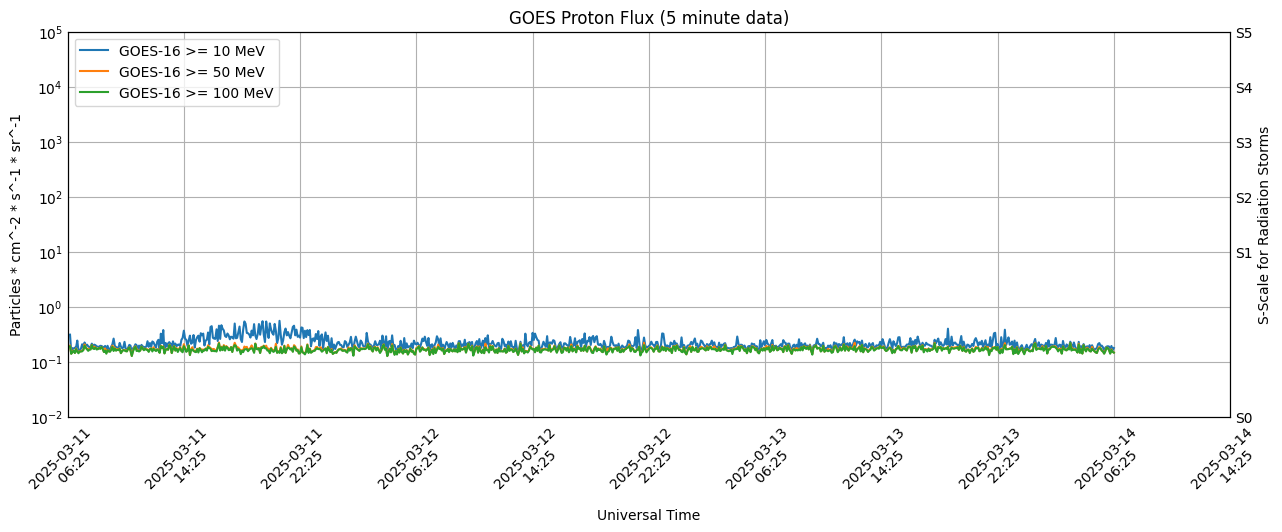 GOES Proton Flux (5 minute data)
GOES-16 >= 10 MeV
GOES-16 >= 50 MeV
GOES-16 >= 100 MeV
Particles * cm^-2 * s^-1 * sr^-1
10^5
10^4
10^3
10^2
10^1
10^0
10^-1
10^-2
S5
S4
S3
S2
S1
S0
S-Scale for Radiation Storms
2025-03-11
06:25
2025-03-11
14:25
2025-03-11
22:25
2025-03-12
06:25
2025-03-12
14:25
2025-03-12
22:25
2025-03-13
06:25
2025-03-13
14:25
2025-03-13
22:25
2025-03-14
06:25
2025-03-14
14:25
Universal Time